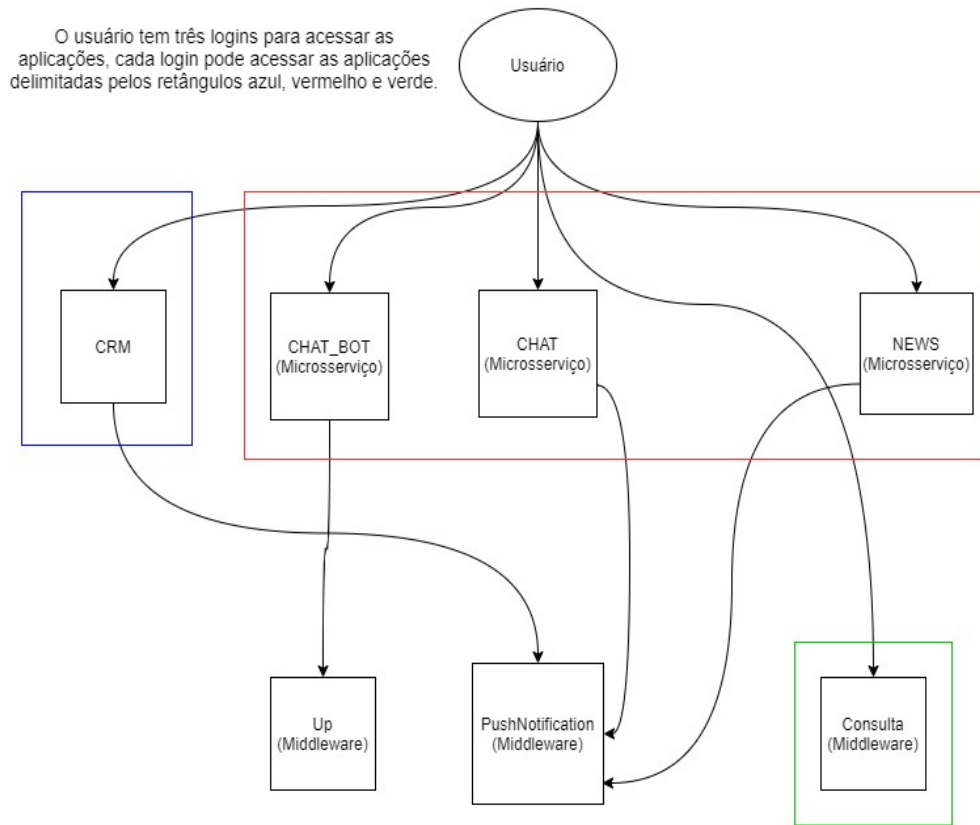 O usuário tem três logins para acessar as
aplicações, cada login pode acessar as aplicações
delimitadas pelos retângulos azul, vermelho e verde.
Usuário
CRM
CHAT_BOT
(Microsserviço)
CHAT
(Microsserviço)
NEWS
(Microsserviço)
Up
(Middleware)
PushNotification
(Middleware)
Consulta
(Middleware)